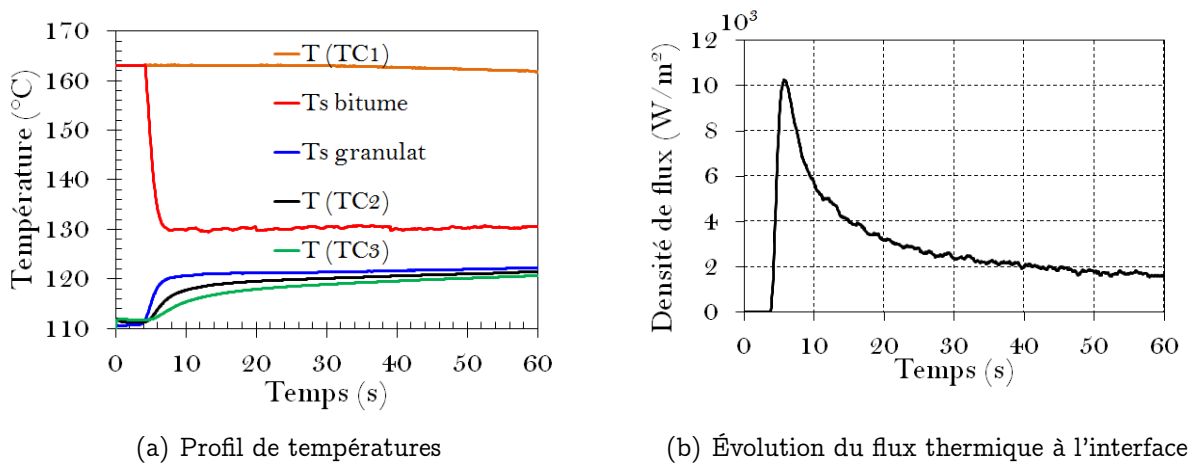 170
160
150
140
130
120
110
Température (°C)
T (TC1)
Ts bitume
Ts granulat
T (TC2)
T (TC3)
0
10
20
30
40
50
60
Temps (s)
(a) Profil de températures
10³
12
10
8
6
4
2
0
Densité de flux (W/m²)
0
10
20
30
40
50
60
Temps (s)
(b) Évolution du flux thermique à l'interface